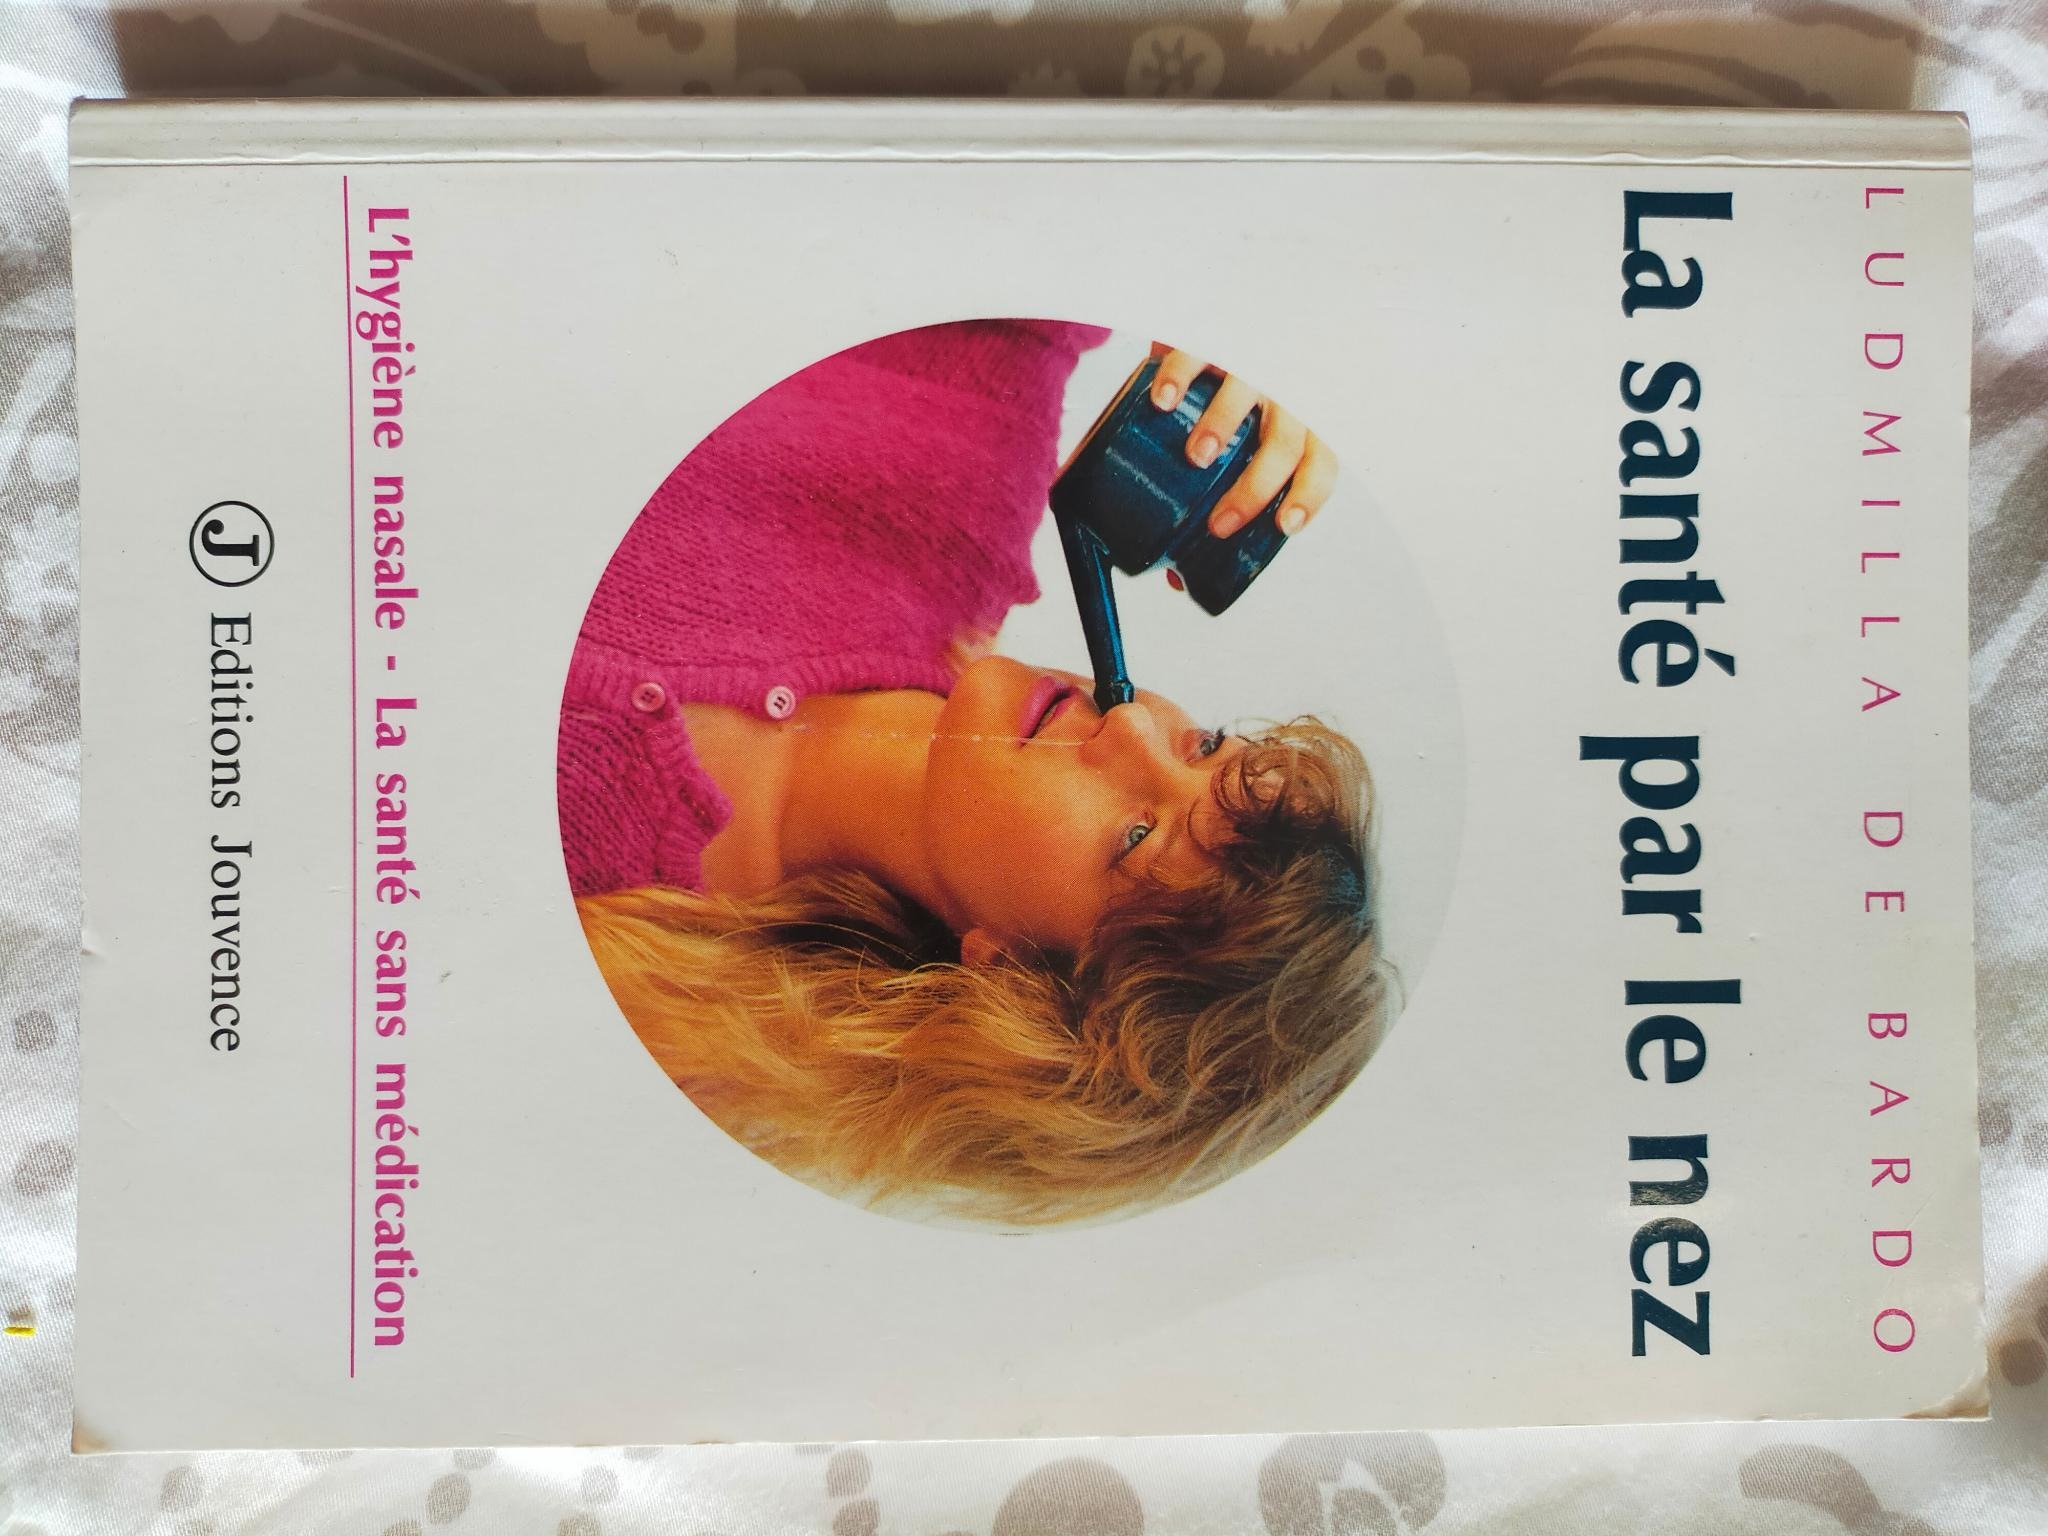 LUDMILLA DE BARDO
La santé par le nez
L'hygiène nasale - La santé sans médication
J Editions Jouvence